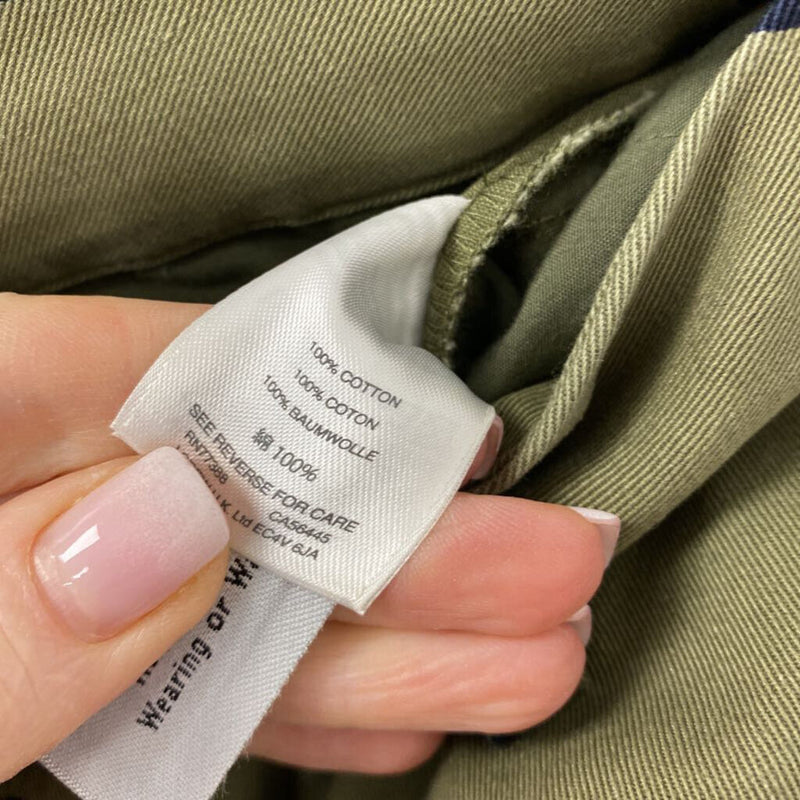 100% COTTON
100% COTON
100% BAUMWOLLE
綿 100%
SEE REVERSE FOR CARE
RN77388 CA56445
U.K. Ltd EC4V 6JA
Wearing or